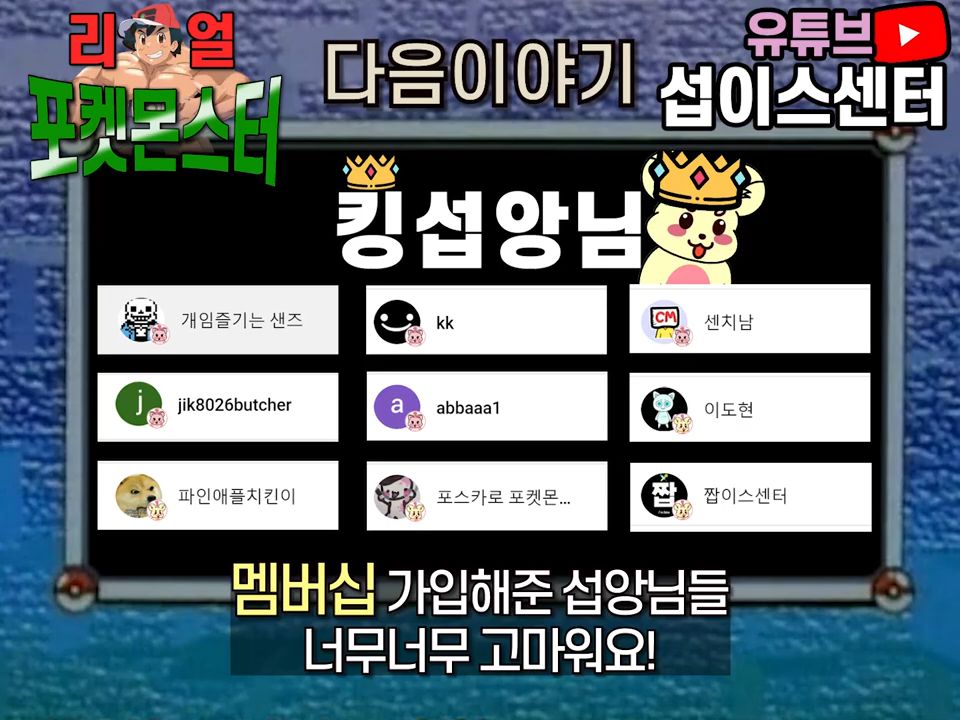 리얼
포켓몬스터
다음이야기
유튜브
섭이스센터
킹섭앙님
개임즐기는 샌즈
kk
CM
센치남
j
jik8026butcher
a
abbaaa1
이도현
파인애플치킨이
포스카로 포켓몬...
짭
짭이스센터
멤버십 가입해준 섭앙님들
너무너무 고마워요!